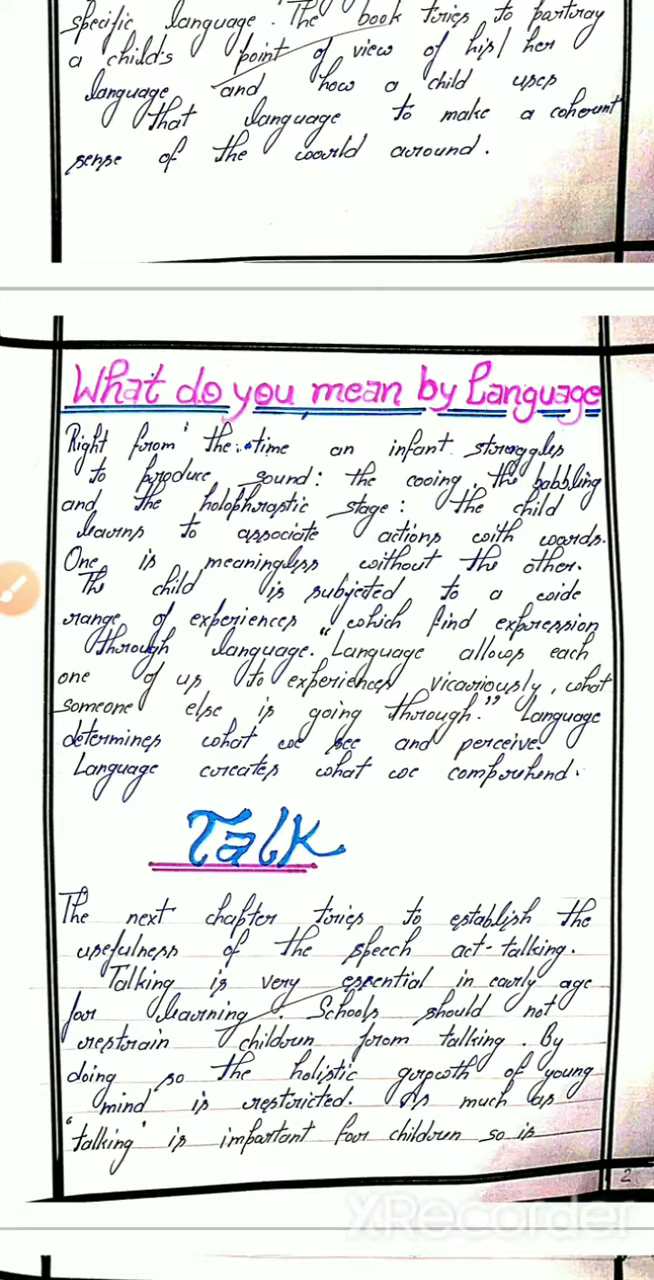 specific language. The book tries to portray
a child's point of view of his/her
language and how a child uses
that language to make a coherent
sense of the world around.
What do you mean by Language
Right from the time an infant struggles
to produce sound: the cooing, the babbling
and the holophrastic stage: the child
learns to associate actions with words.
One is meaningless without the other.
The child is subjected to a wide
range of experiences which find expression
through language. "Language allows each
one of us to experiences vicariously, what
someone else is going through." Language
determines what we see and perceive.
Language creates what we comprehend.
Talk
The next chapter tries to establish the
usefulness of the speech act-talking.
Talking is very essential in early age
for learning. Schools should not
restrain children from talking. By
doing so the holistic growth of young
mind is restricted. As much as
'talking' is important for children so is
2
XRecorder